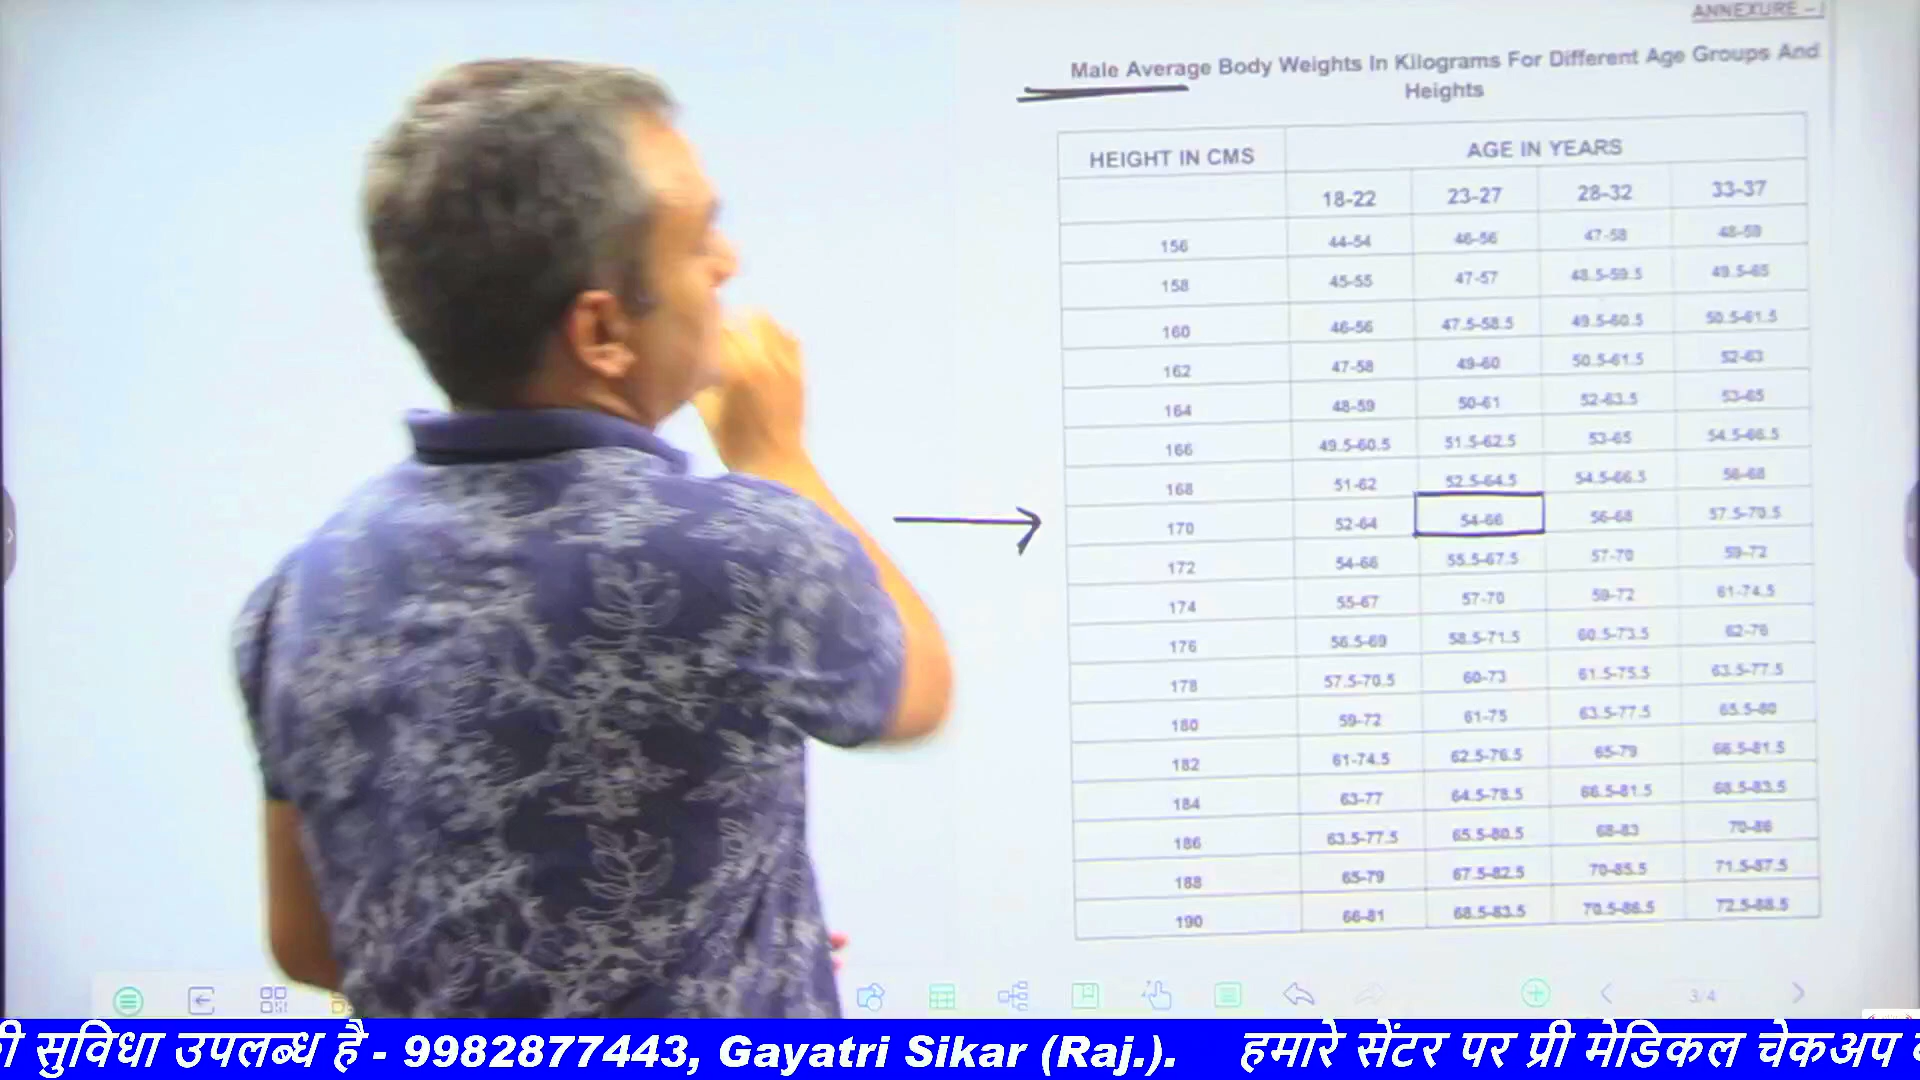 ANNEXURE – I
Male Average Body Weights In Kilograms For Different Age Groups And
Heights
HEIGHT IN CMS AGE IN YEARS
18-22 23-27 28-32 33-37
156 44-54 46-56 47-58 48-59
158 45-55 47-57 48.5-59.5 49.5-65
160 46-56 47.5-58.5 49.5-60.5 50.5-61.5
162 47-58 49-60 50.5-61.5 52-63
164 48-59 50-61 52-63.5 53-65
166 49.5-60.5 51.5-62.5 53-65 54.5-66.5
168 51-62 52.5-64.5 54.5-66.5 56-68
170 52-64 54-66 56-68 57.5-70.5
172 54-66 55.5-67.5 57-70 59-72
174 55-67 57-70 59-72 61-74.5
176 56.5-69 58.5-71.5 60.5-73.5 62-76
178 57.5-70.5 60-73 61.5-75.5 63.5-77.5
180 59-72 61-75 63.5-77.5 65.5-80
182 61-74.5 62.5-76.5 65-79 66.5-81.5
184 63-77 64.5-78.5 66.5-81.5 68.5-83.5
186 63.5-77.5 65.5-80.5 68-83 70-86
188 65-79 67.5-82.5 70-85.5 71.5-87.5
190 66-81 68.5-83.5 70.5-86.5 72.5-88.5
3/4
सुविधा उपलब्ध है - 9982877443, Gayatri Sikar (Raj.). हमारे सेंटर पर प्री मेडिकल चेकअप